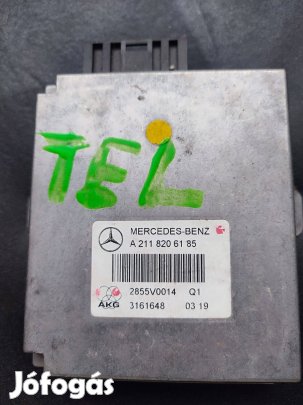 TEL
MERCEDES-BENZ
A 211 820 61 85
2855V0014 Q1
AKG 3161648 03 19
Jófogás